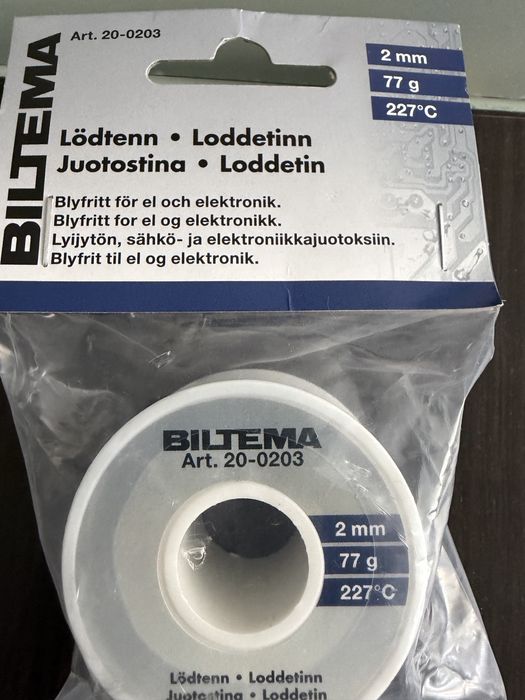 BILTEMA
Art. 20-0203
2 mm
77 g
227°C
Lödtenn • Loddetinn
Juotostina • Loddetin
Blyfritt för el och elektronik.
Blyfritt for el og elektronikk.
Lyijytön, sähkö- ja elektroniikkajuotoksiin.
Blyfrit til el og elektronik.
BILTEMA
Art. 20-0203
2 mm
77 g
227°C
Lödtenn • Loddetinn
Juotostina • Loddetin